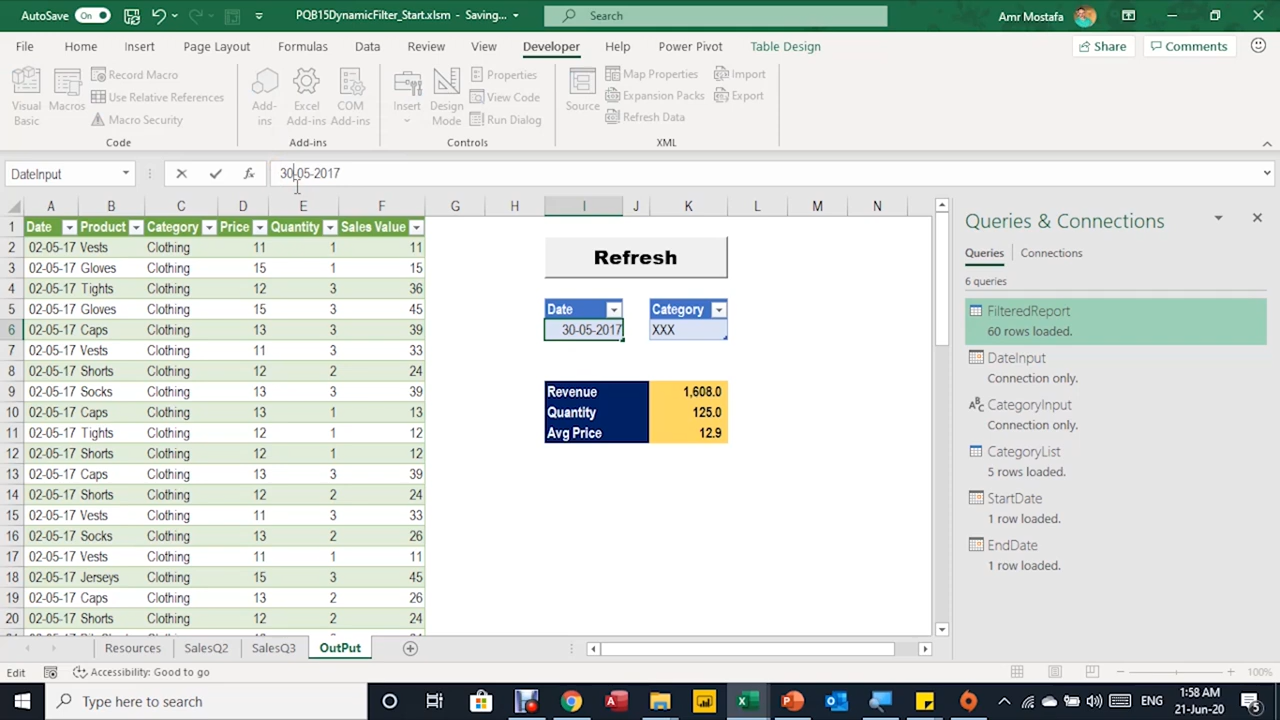 AutoSave On PQB15DynamicFilter_Start.xlsm - Saving... Search Amr Mostafa
File Home Insert Page Layout Formulas Data Review View Developer Help Power Pivot Table Design Share Comments
Visual Basic
Macros
Record Macro
Use Relative References
Macro Security
Code
Add-ins
Excel Add-ins
COM Add-ins
Add-ins
Insert
Design Mode
Properties
View Code
Run Dialog
Controls
Source
Map Properties
Expansion Packs
Refresh Data
Import
Export
XML
DateInput fx 30-05-2017
A B C D E F G H I J K L M N
1 Date Product Category Price Quantity Sales Value
2 02-05-17 Vests Clothing 11 1 11
3 02-05-17 Gloves Clothing 15 1 15
4 02-05-17 Tights Clothing 12 3 36
5 02-05-17 Gloves Clothing 15 3 45
6 02-05-17 Caps Clothing 13 3 39
7 02-05-17 Vests Clothing 11 3 33
8 02-05-17 Shorts Clothing 12 2 24
9 02-05-17 Socks Clothing 13 3 39
10 02-05-17 Caps Clothing 13 1 13
11 02-05-17 Tights Clothing 12 1 12
12 02-05-17 Shorts Clothing 12 1 12
13 02-05-17 Caps Clothing 13 3 39
14 02-05-17 Shorts Clothing 12 2 24
15 02-05-17 Vests Clothing 11 3 33
16 02-05-17 Socks Clothing 13 2 26
17 02-05-17 Vests Clothing 11 1 11
18 02-05-17 Jerseys Clothing 15 3 45
19 02-05-17 Caps Clothing 13 2 26
20 02-05-17 Shorts Clothing 12 2 24
Refresh
Date Category
30-05-2017 XXX
Revenue 1,608.0
Quantity 125.0
Avg Price 12.9
Queries & Connections
Queries Connections
6 queries
FilteredReport
60 rows loaded.
DateInput
Connection only.
ABC CategoryInput
Connection only.
CategoryList
5 rows loaded.
StartDate
1 row loaded.
EndDate
1 row loaded.
Resources SalesQ2 SalesQ3 OutPut
Edit Accessibility: Good to go 100%
Type here to search
ENG
1:58 AM
21-Jun-20
5